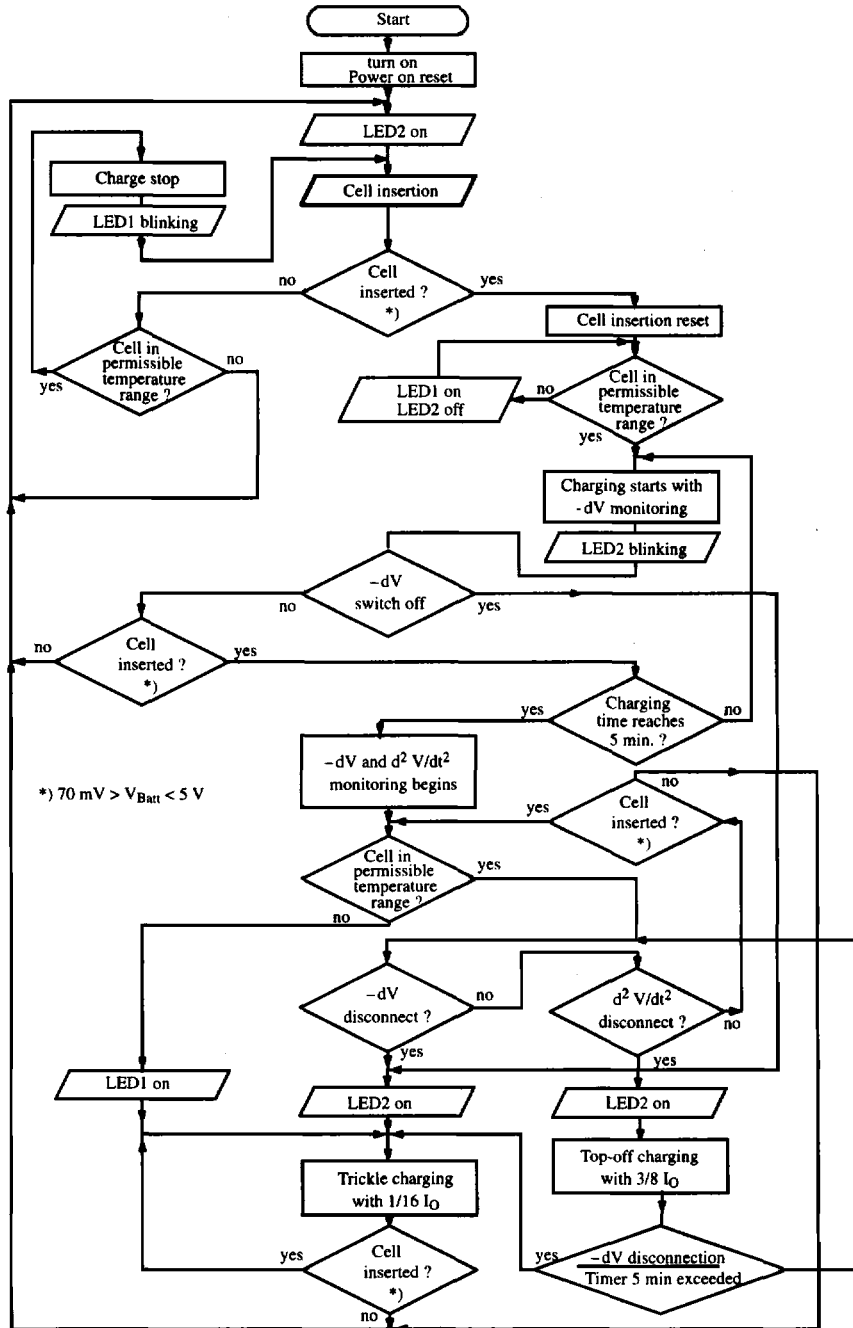 Start
turn on
Power on reset
LED2 on
Charge stop
Cell insertion
LED1 blinking
no
Cell
inserted ?
*)
yes
Cell insertion reset
Cell in
permissible
temperature
range ?
yes
no
LED1 on
LED2 off
no
Cell in
permissible
temperature
range ?
yes
Charging starts with
-dV monitoring
LED2 blinking
no
-dV
switch off
yes
no
Cell
inserted ?
*)
yes
yes
Charging
time reaches
5 min. ?
no
-dV and d² V/dt²
monitoring begins
*) 70 mV > VBatt < 5 V
no
yes
Cell
inserted ?
*)
Cell in
permissible
temperature
range ?
yes
no
-dV
disconnect ?
no
yes
d² V/dt²
disconnect ?
no
yes
LED1 on
LED2 on
LED2 on
Trickle charging
with 1/16 IO
Top-off charging
with 3/8 IO
yes
Cell
inserted ?
*)
no
yes
-dV disconnection
Timer 5 min exceeded